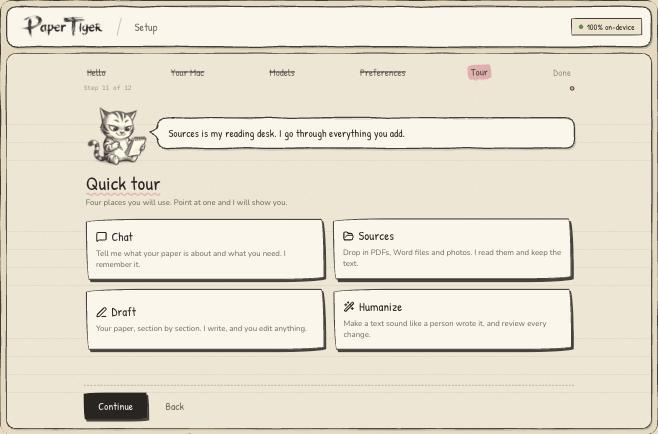 Paper Tiger
Setup
100% on-device
Hello
Your Mac
Models
Preferences
Tour
Done
Step 11 of 12
Sources is my reading desk. I go through everything you add.
Quick tour
Four places you will use. Point at one and I will show you.
Chat
Tell me what your paper is about and what you need. I
remember it.
Sources
Drop in PDFs, Word files and photos. I read them and keep the
text.
Draft
Your paper, section by section. I write, and you edit anything.
Humanize
Make a text sound like a person wrote it, and review every
change.
Continue
Back